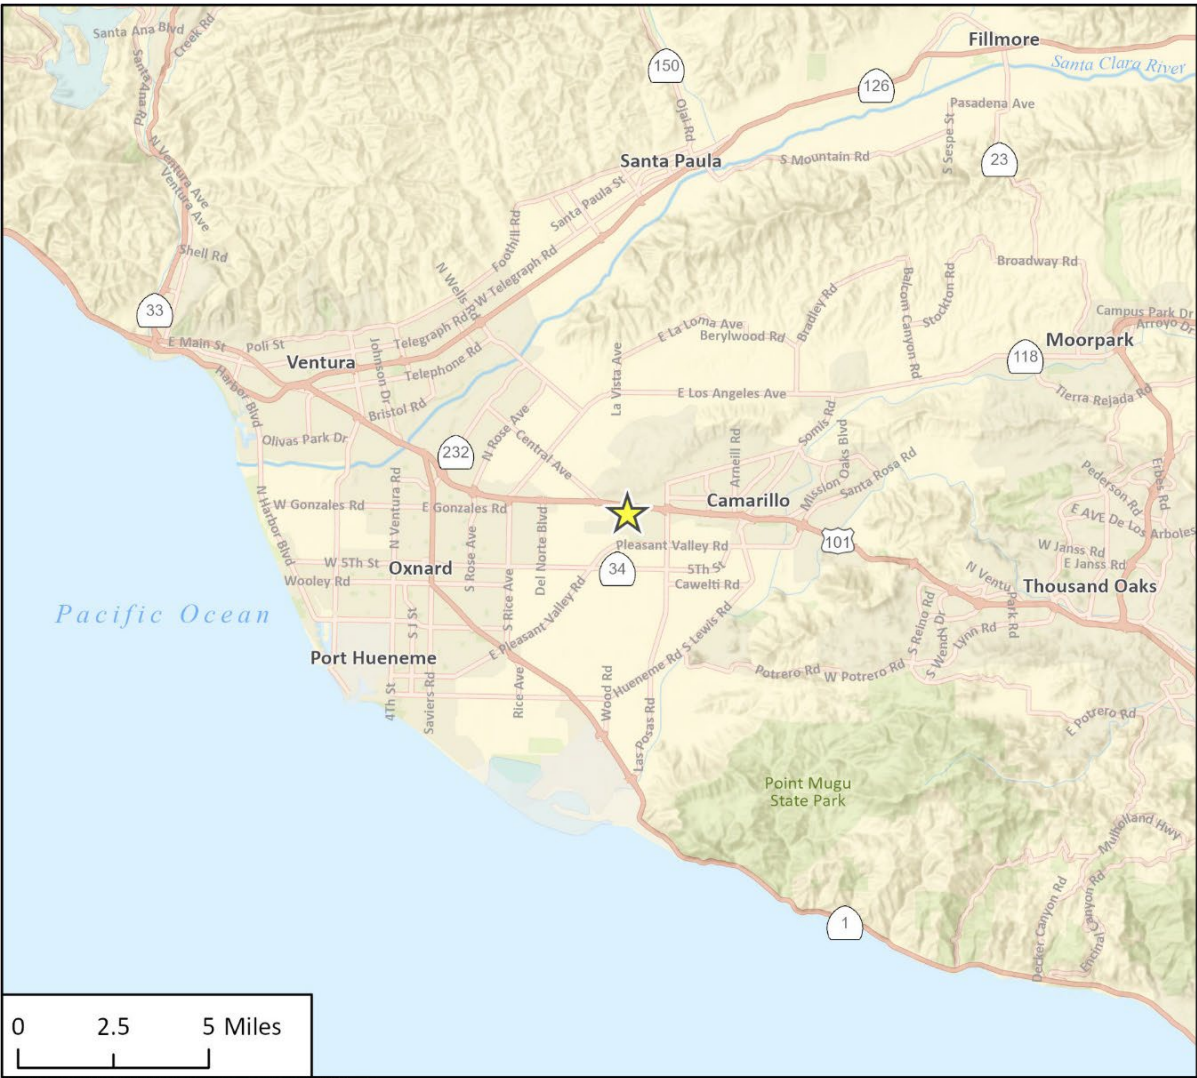 Santa Ana Blvd
Creek Rd
Santa Ana Rd
150
Ojai Rd
Fillmore
126
Santa Clara River
Pasadena Ave
S Sespe St
23
N Ventura Ave
Ventura Ave
Santa Paula
S Mountain Rd
Santa Paula St
Foothill Rd
Shell Rd
W Telegraph Rd
N Wells Rd
Broadway Rd
Balcom Canyon Rd
Stockton Rd
Bradley Rd
33
E Main St
Poli St
Telegraph Rd
Johnson Dr
Ventura
Telephone Rd
E La Loma Ave
Berylwood Rd
La Vista Ave
Campus Park Dr
Arroyo Dr
Moorpark
118
Harbor Blvd
Bristol Rd
E Los Angeles Ave
Tierra Rejada Rd
Olivas Park Dr
232
N Rose Ave
Central Ave
Somis Rd
Arneill Rd
Mission Oaks Blvd
Santa Rosa Rd
Pederson Rd
Erbes Rd
N Harbor Blvd
W Gonzales Rd
N Ventura Rd
E Gonzales Rd
Del Norte Blvd
Camarillo
E AVE De Los Arboles
101
Pleasant Valley Rd
W Janss Rd
E Janss Rd
W 5Th St
Wooley Rd
Oxnard
S Rose Ave
S Rice Ave
34
5Th St
Cawelti Rd
N Ventu Park Rd
Thousand Oaks
Pacific Ocean
S J St
E Pleasant Valley Rd
S Lewis Rd
S Reino Rd
S Wendy Dr
Lynn Rd
Port Hueneme
Hueneme Rd
Potrero Rd
W Potrero Rd
4Th St
Saviers Rd
Rice Ave
Wood Rd
Las Posas Rd
E Potrero Rd
Point Mugu
State Park
Mulholland Hwy
1
Decker Canyon Rd
Encinal Canyon Rd
0 2.5 5 Miles